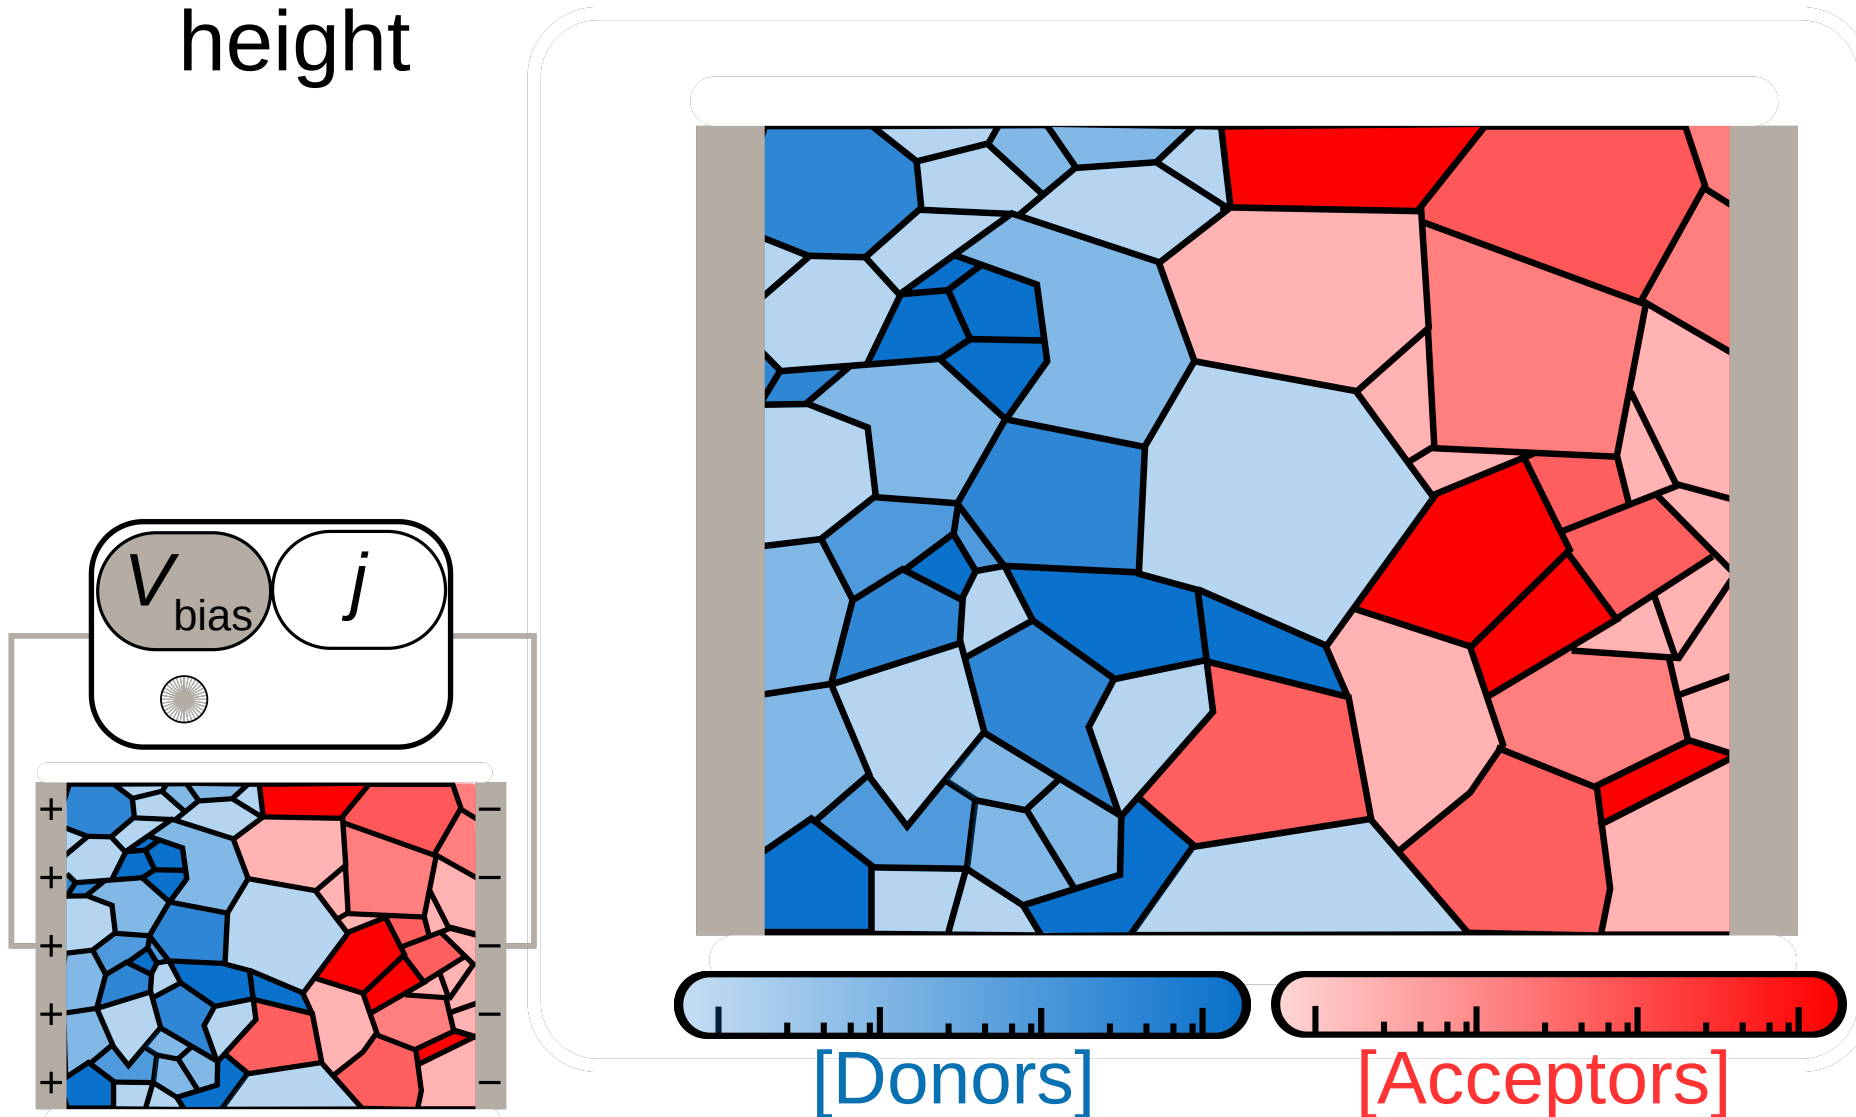 height
V bias
j
+ −
+ −
+ −
+ −
+ −
[Donors]
[Acceptors]